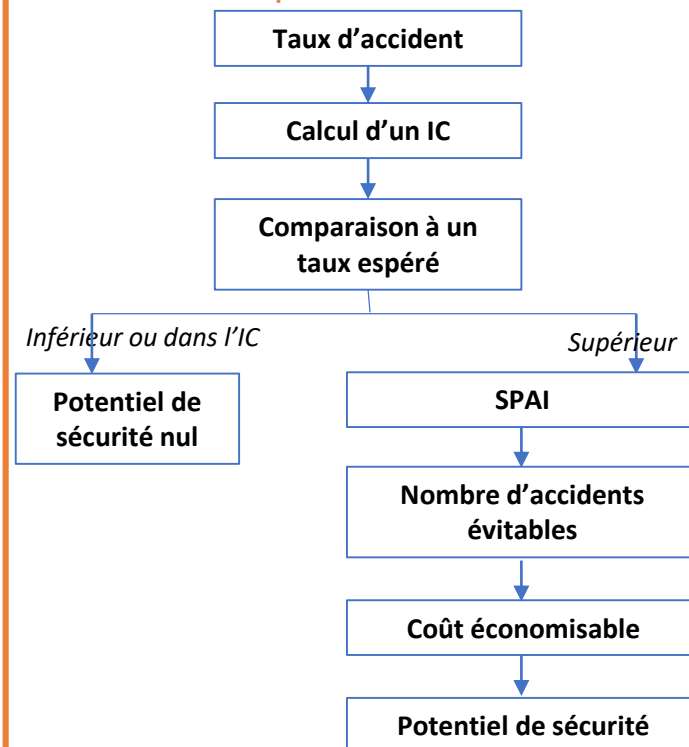 Taux d’accident
Calcul d’un IC
Comparaison à un
taux espéré
Inférieur ou dans l’IC
Supérieur
Potentiel de
sécurité nul
SPAI
Nombre d’accidents
évitables
Coût économisable
Potentiel de sécurité